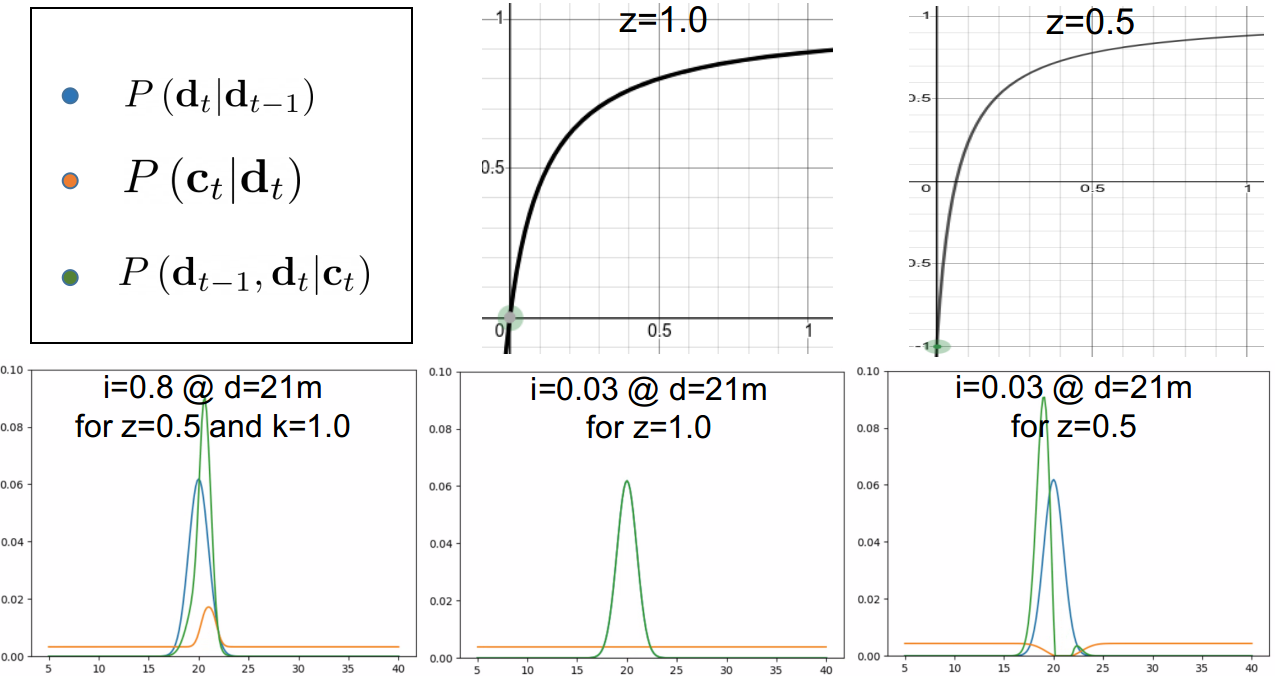 P(d_t|d_{t−1})
P(c_t|d_t)
P(d_{t−1}, d_t|c_t)
z=1.0
1
0.5
0
0.5
1
z=0.5
1
0.5
0
0.5
1
0.5
-1
i=0.8 @ d=21m
for z=0.5 and k=1.0
0.10
0.08
0.06
0.04
0.02
0.00
5 10 15 20 25 30 35 40
i=0.03 @ d=21m
for z=1.0
0.10
0.08
0.06
0.04
0.02
0.00
5 10 15 20 25 30 35 40
i=0.03 @ d=21m
for z=0.5
0.10
0.08
0.06
0.04
0.02
0.00
5 10 15 20 25 30 35 40